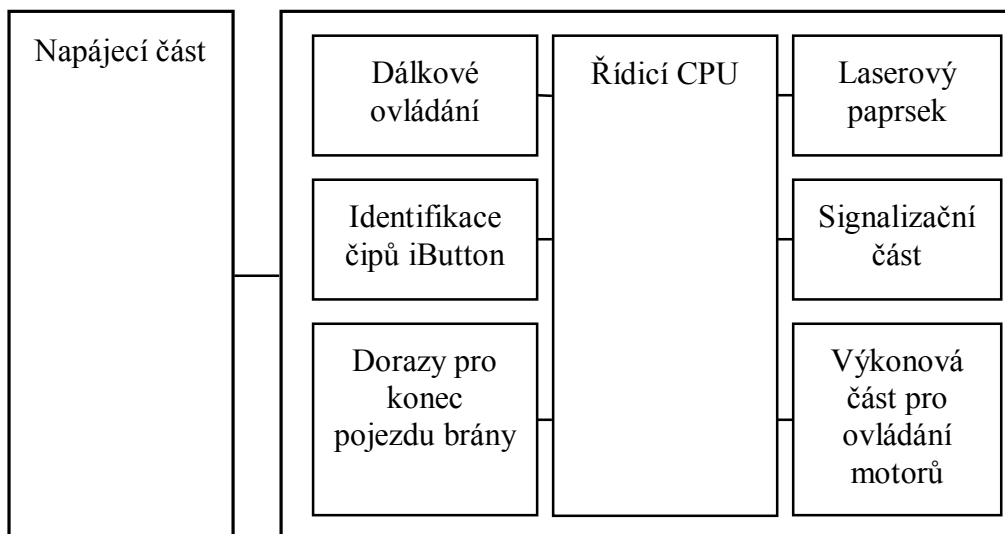 Napájecí část
Dálkové
ovládání
Identifikace
čipů iButton
Dorazy pro
konec
pojezdu brány
Řídicí CPU
Laserový
paprsek
Signalizační
část
Výkonová
část pro
ovládání
motorů